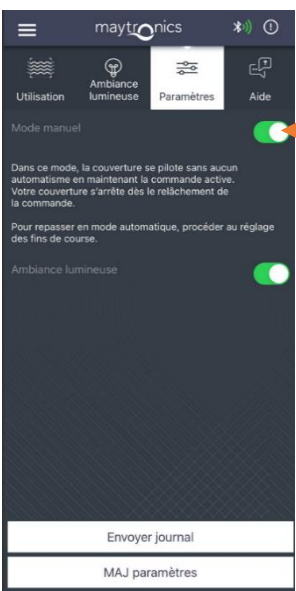 maytronics
Utilisation
Ambiance
lumineuse
Paramètres
Aide
Mode manuel
Dans ce mode, la couverture se pilote sans aucun
automatisme en maintenant la commande active.
Votre couverture s'arrête dès le relâchement de
la commande.
Pour repasser en mode automatique, procéder au réglage
des fins de course.
Ambiance lumineuse
Envoyer journal
MAJ paramètres